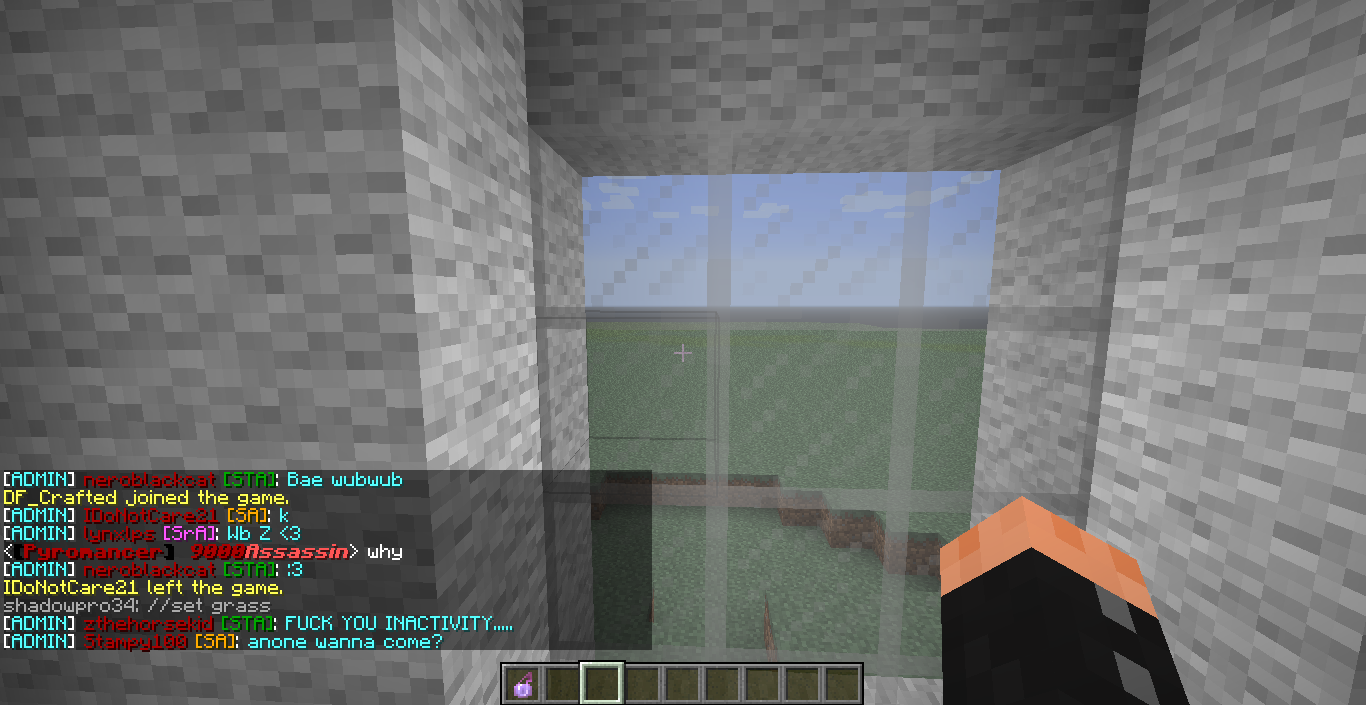 [ADMIN] neroblackcat [STA]: Bae wubwub
DF_Crafted joined the game.
[ADMIN] IDoNotCare21 [SA]: k
[ADMIN] lynxlps [SrA]: Wb Z <3
<[Pyromancer] 9000Assassin> why
[ADMIN] neroblackcat [STA]: :3
IDoNotCare21 left the game.
shadowpro34: //set grass
[ADMIN] zthehorsekid [STA]: FUCK YOU INACTIVITY.....
[ADMIN] Stampy100 [SA]: anone wanna come?